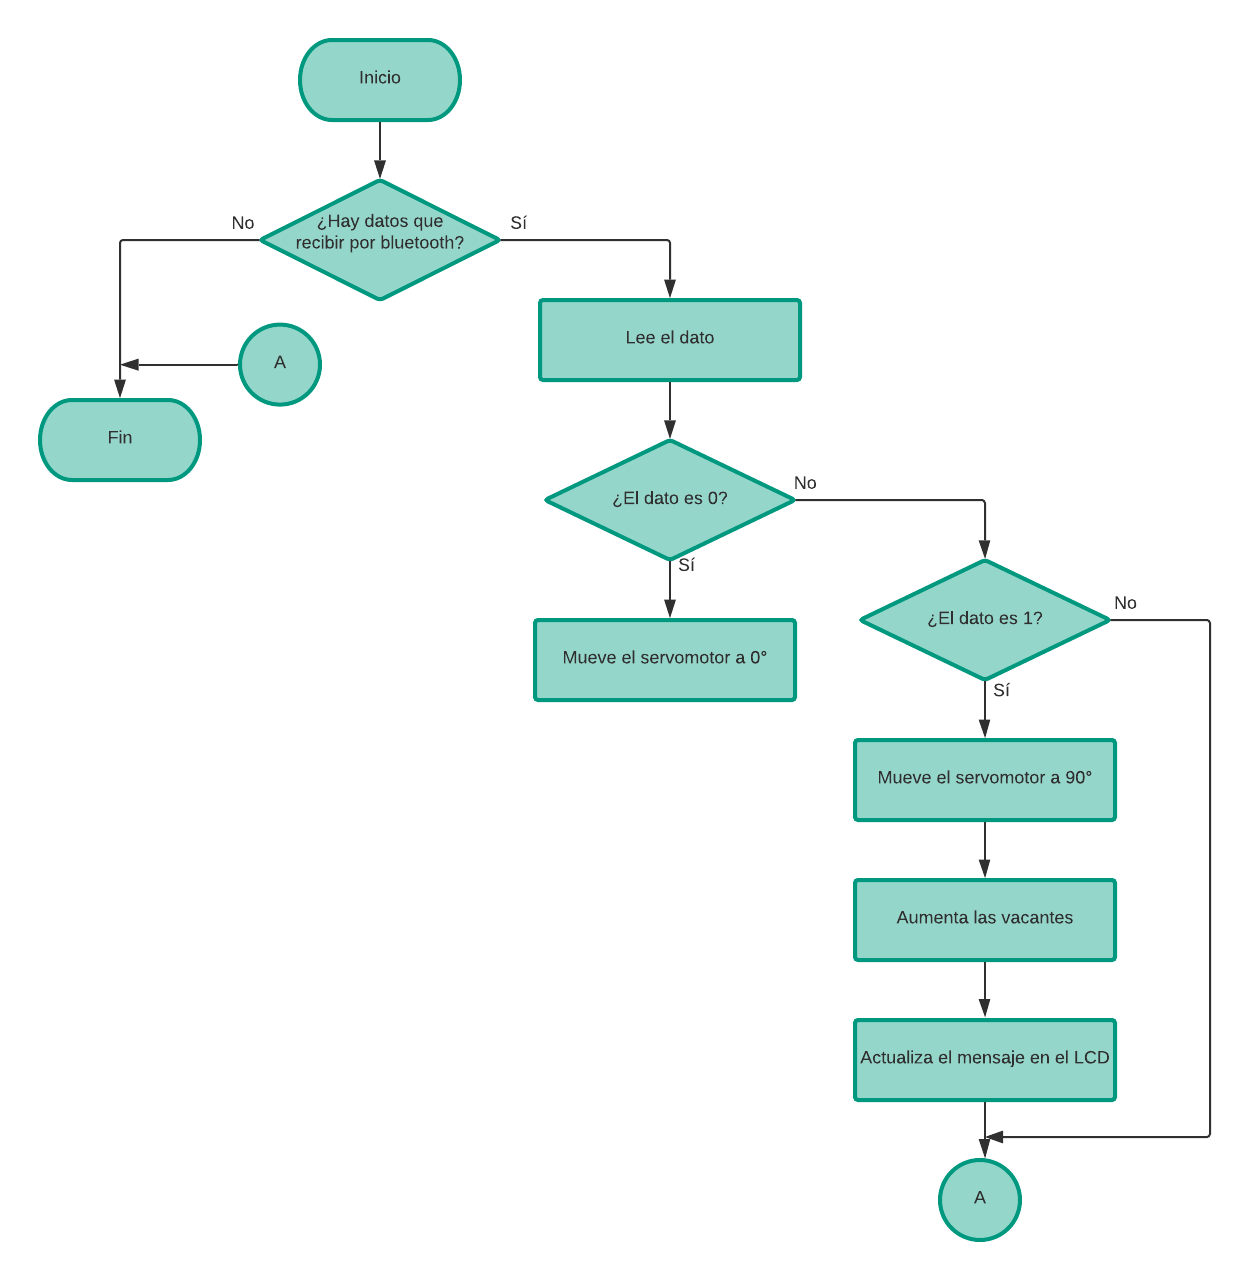 Inicio
¿Hay datos que
recibir por bluetooth?
No
Sí
Lee el dato
A
Fin
¿El dato es 0?
No
Sí
Mueve el servomotor a 0°
¿El dato es 1?
No
Sí
Mueve el servomotor a 90°
Aumenta las vacantes
Actualiza el mensaje en el LCD
A